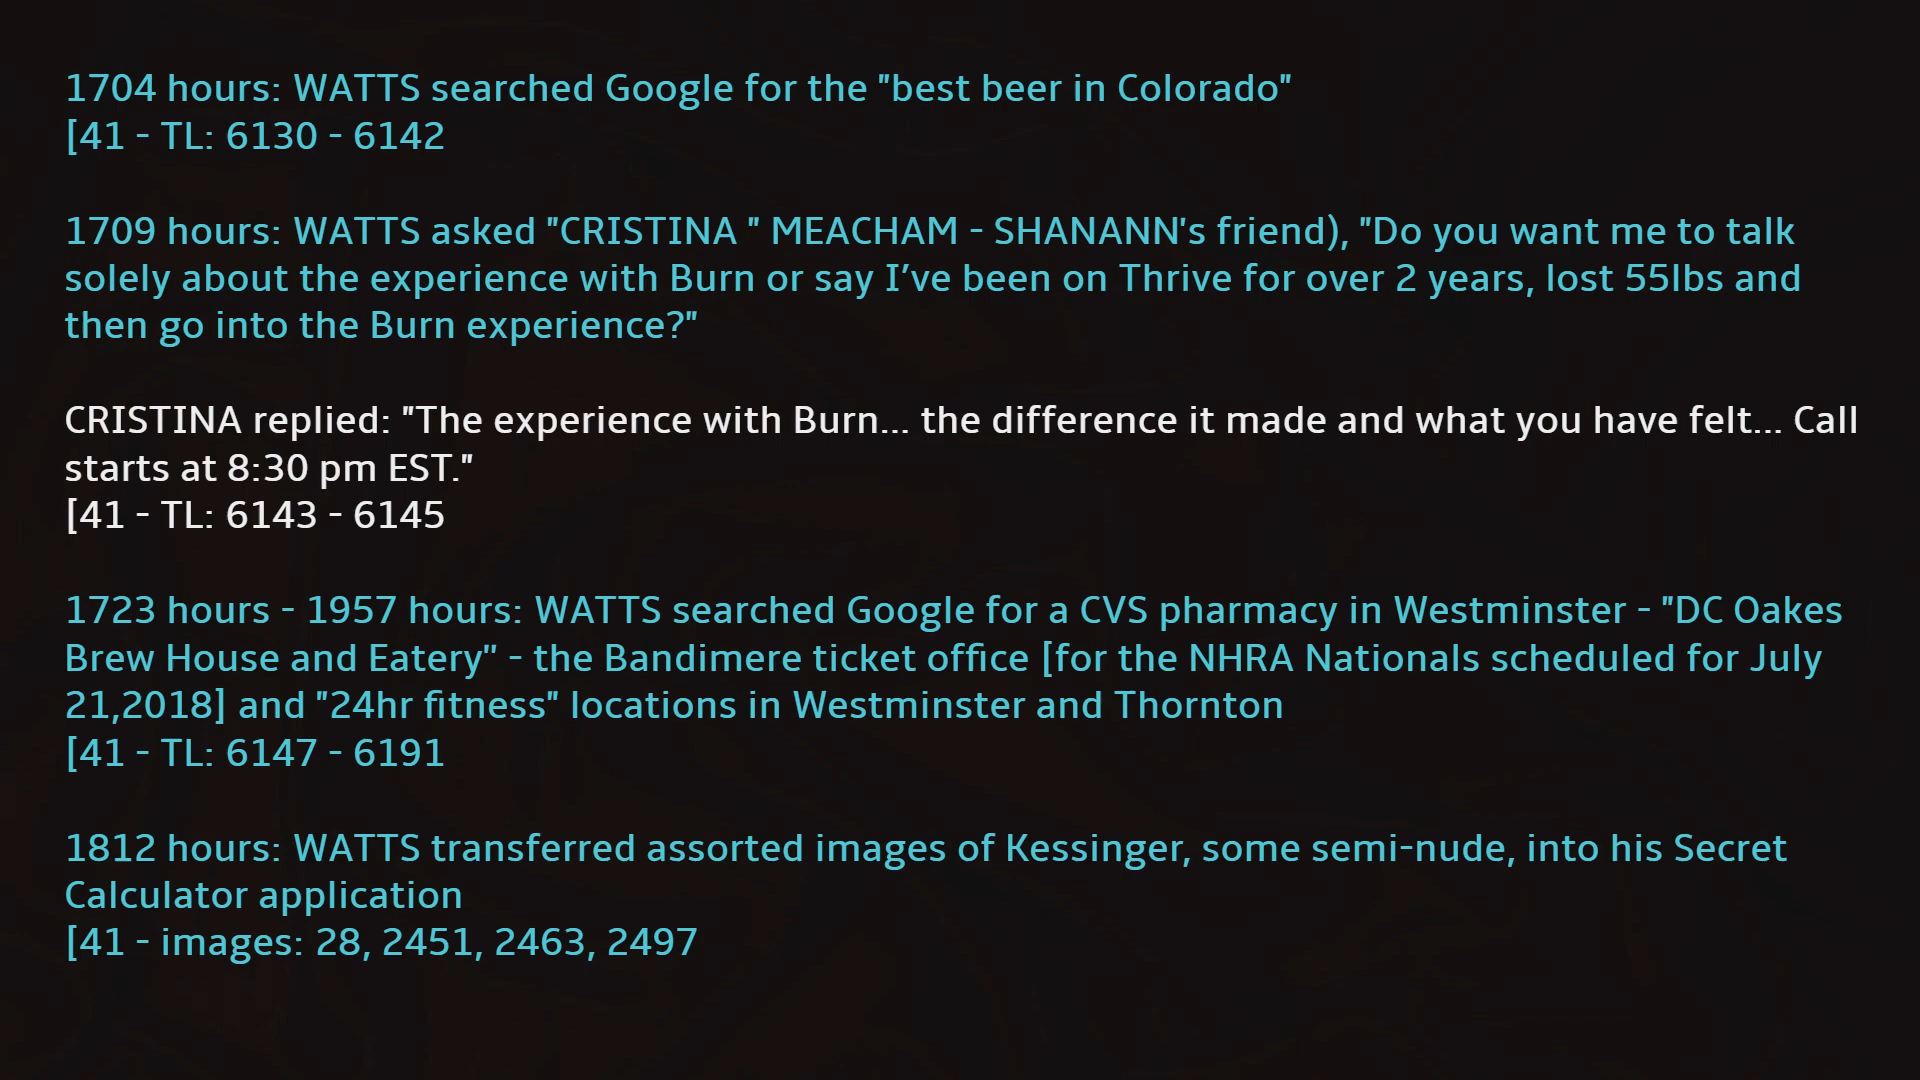 1704 hours: WATTS searched Google for the "best beer in Colorado"
[41 - TL: 6130 - 6142
1709 hours: WATTS asked "CRISTINA " MEACHAM - SHANANN's friend), "Do you want me to talk
solely about the experience with Burn or say I’ve been on Thrive for over 2 years, lost 55lbs and
then go into the Burn experience?"
CRISTINA replied: "The experience with Burn... the difference it made and what you have felt... Call
starts at 8:30 pm EST."
[41 - TL: 6143 - 6145
1723 hours - 1957 hours: WATTS searched Google for a CVS pharmacy in Westminster - "DC Oakes
Brew House and Eatery" - the Bandimere ticket office [for the NHRA Nationals scheduled for July
21,2018] and "24hr fitness" locations in Westminster and Thornton
[41 - TL: 6147 - 6191
1812 hours: WATTS transferred assorted images of Kessinger, some semi-nude, into his Secret
Calculator application
[41 - images: 28, 2451, 2463, 2497